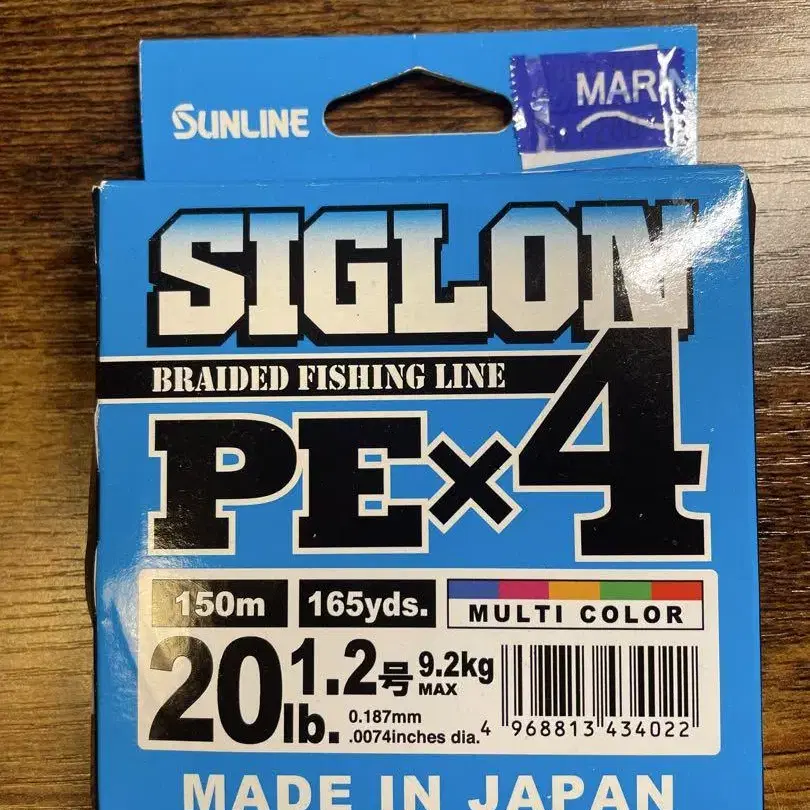 SUNLINE
SIGLON
BRAIDED FISHING LINE
PE×4
150m 165yds. MULTI COLOR
20lb. 1.2号 9.2kg MAX
0.187mm
.0074inches dia.
4 968813 434022
MADE IN JAPAN